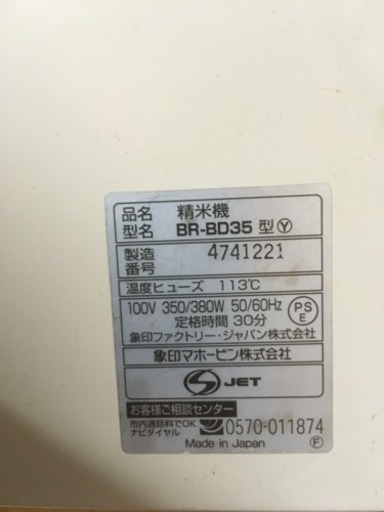 品名 精米機
型名 BR-BD35 型 Ⓨ
製造番号 4741221
温度ヒューズ 113℃
100V 350/380W 50/60Hz
定格時間 30分
PSE
象印ファクトリー・ジャパン株式会社
象印マホービン株式会社
JET
お客様ご相談センター
市内通話料でOK
ナビダイヤル 0570-011874
Made in Japan Ⓕ